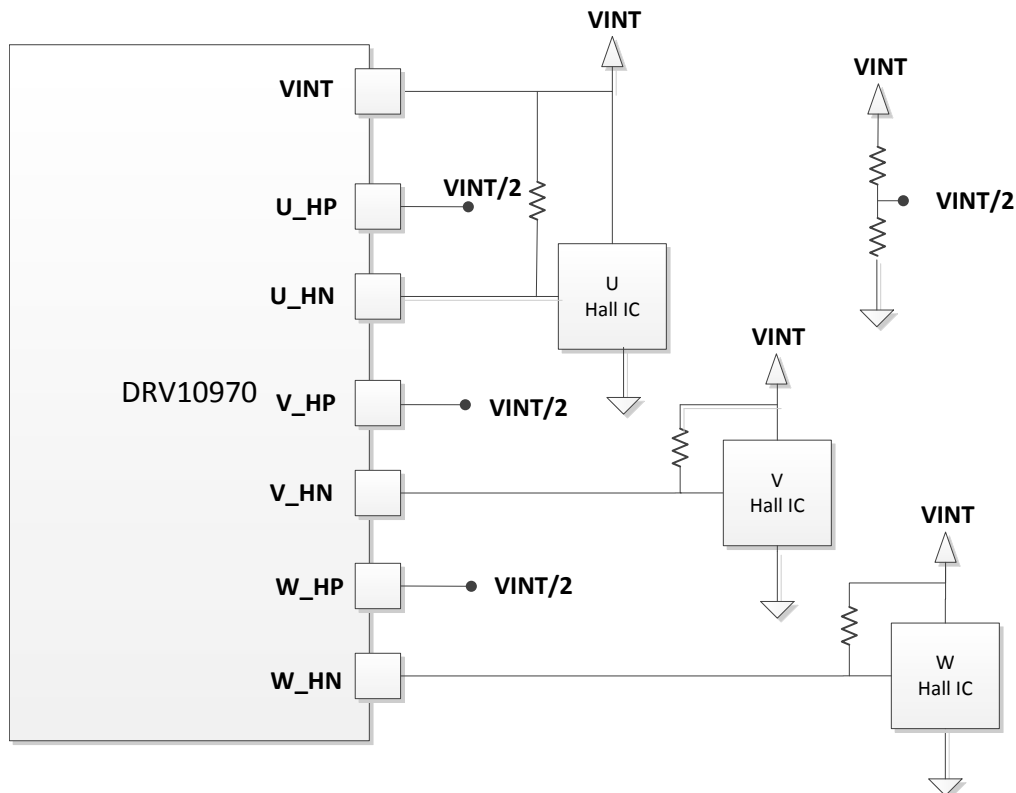 VINT
VINT
VINT
U_HP
VINT/2
VINT/2
U_HN
U
Hall IC
VINT
DRV10970
V_HP
VINT/2
V_HN
V
Hall IC
VINT
W_HP
VINT/2
W_HN
W
Hall IC